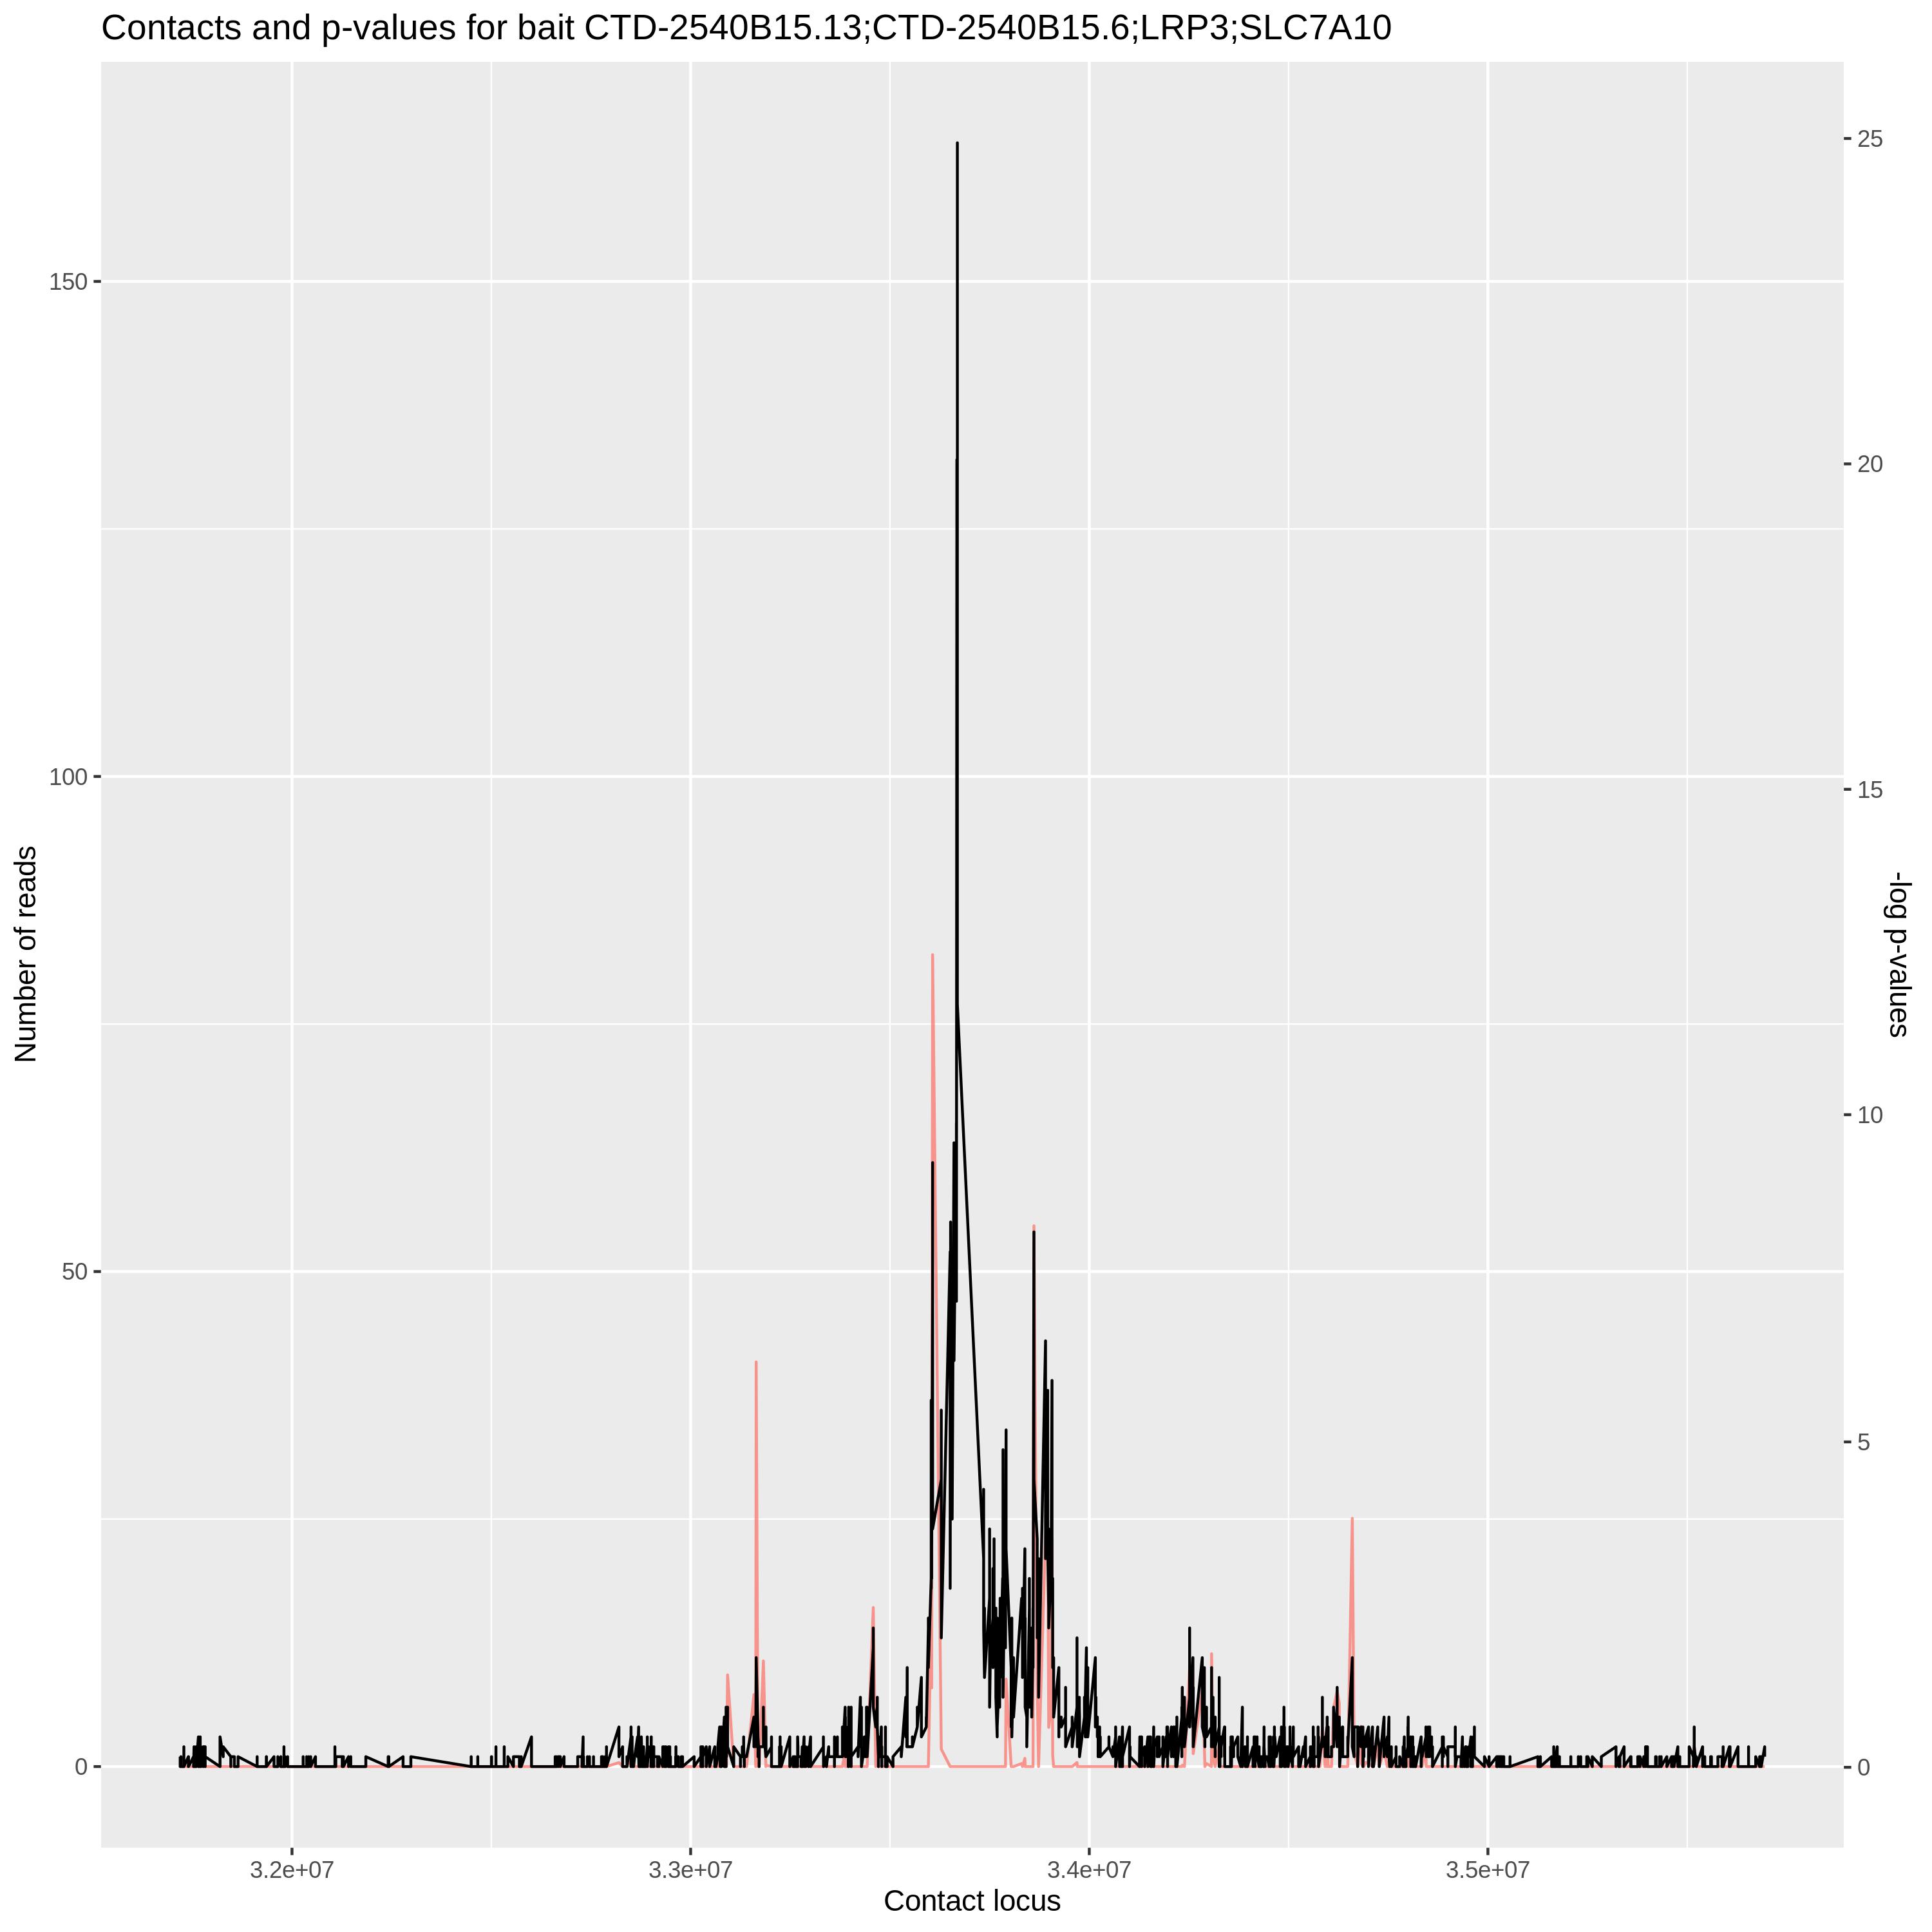 Contacts and p-values for bait CTD-2540B15.13;CTD-2540B15.6;LRP3;SLC7A10
150
100
50
0
Number of reads
25
20
15
10
5
0
-log p-values
3.2e+07
3.3e+07
3.4e+07
3.5e+07
Contact locus